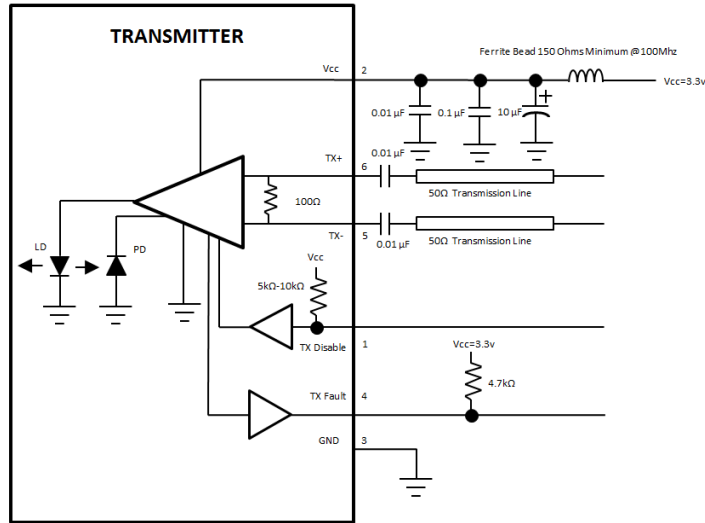 TRANSMITTER
Ferrite Bead 150 Ohms Minimum @100Mhz
Vcc
2
Vcc=3.3v
0.01 µF
0.1 µF
10 µF
+
TX+
6
0.01 µF
50Ω Transmission Line
100Ω
TX-
5
0.01 µF
50Ω Transmission Line
LD
PD
Vcc
5kΩ-10kΩ
TX Disable
1
Vcc=3.3v
4.7kΩ
TX Fault
4
GND
3